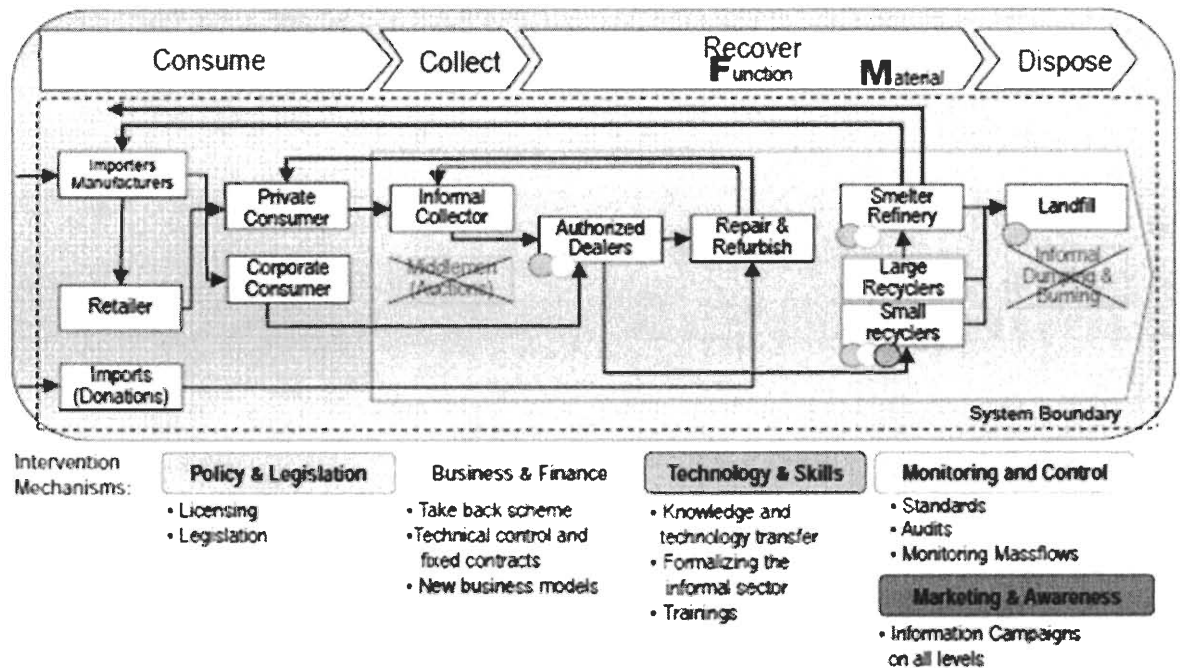 Consume
Collect
Recover
Function
Material
Dispose
Importers
Manufacturers
Retailer
Imports
(Donations)
Private
Consumer
Corporate
Consumer
Informal
Collector
Middlemen
(Auctions)
Authorized
Dealers
Repair &
Refurbish
Smelter
Refinery
Large
Recyclers
Small
recyclers
Landfill
Informal
Dumping &
Burning
System Boundary
Intervention
Mechanisms:
Policy & Legislation
• Licensing
• Legislation
Business & Finance
• Take back scheme
•Technical control and
fixed contracts
• New business models
Technology & Skills
• Knowledge and
technology transfer
• Formalizing the
informal sector
• Trainings
Monitoring and Control
• Standards
• Audits
• Monitoring Massflows
Marketing & Awareness
• Information Campaigns
on all levels